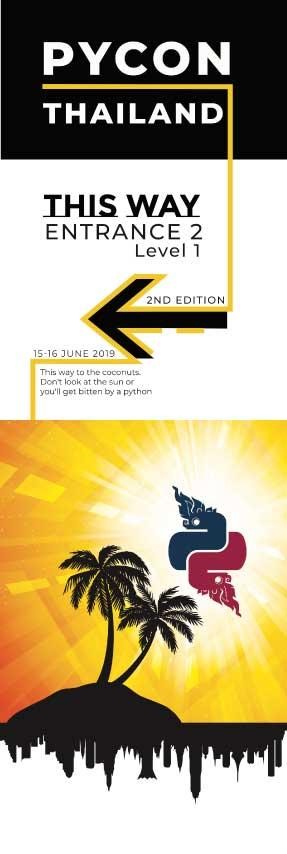 PYCON
THAILAND
THIS WAY
ENTRANCE 2
Level 1
2ND EDITION
15-16 JUNE 2019
This way to the coconuts.
Don't look at the sun or
you'll get bitten by a python